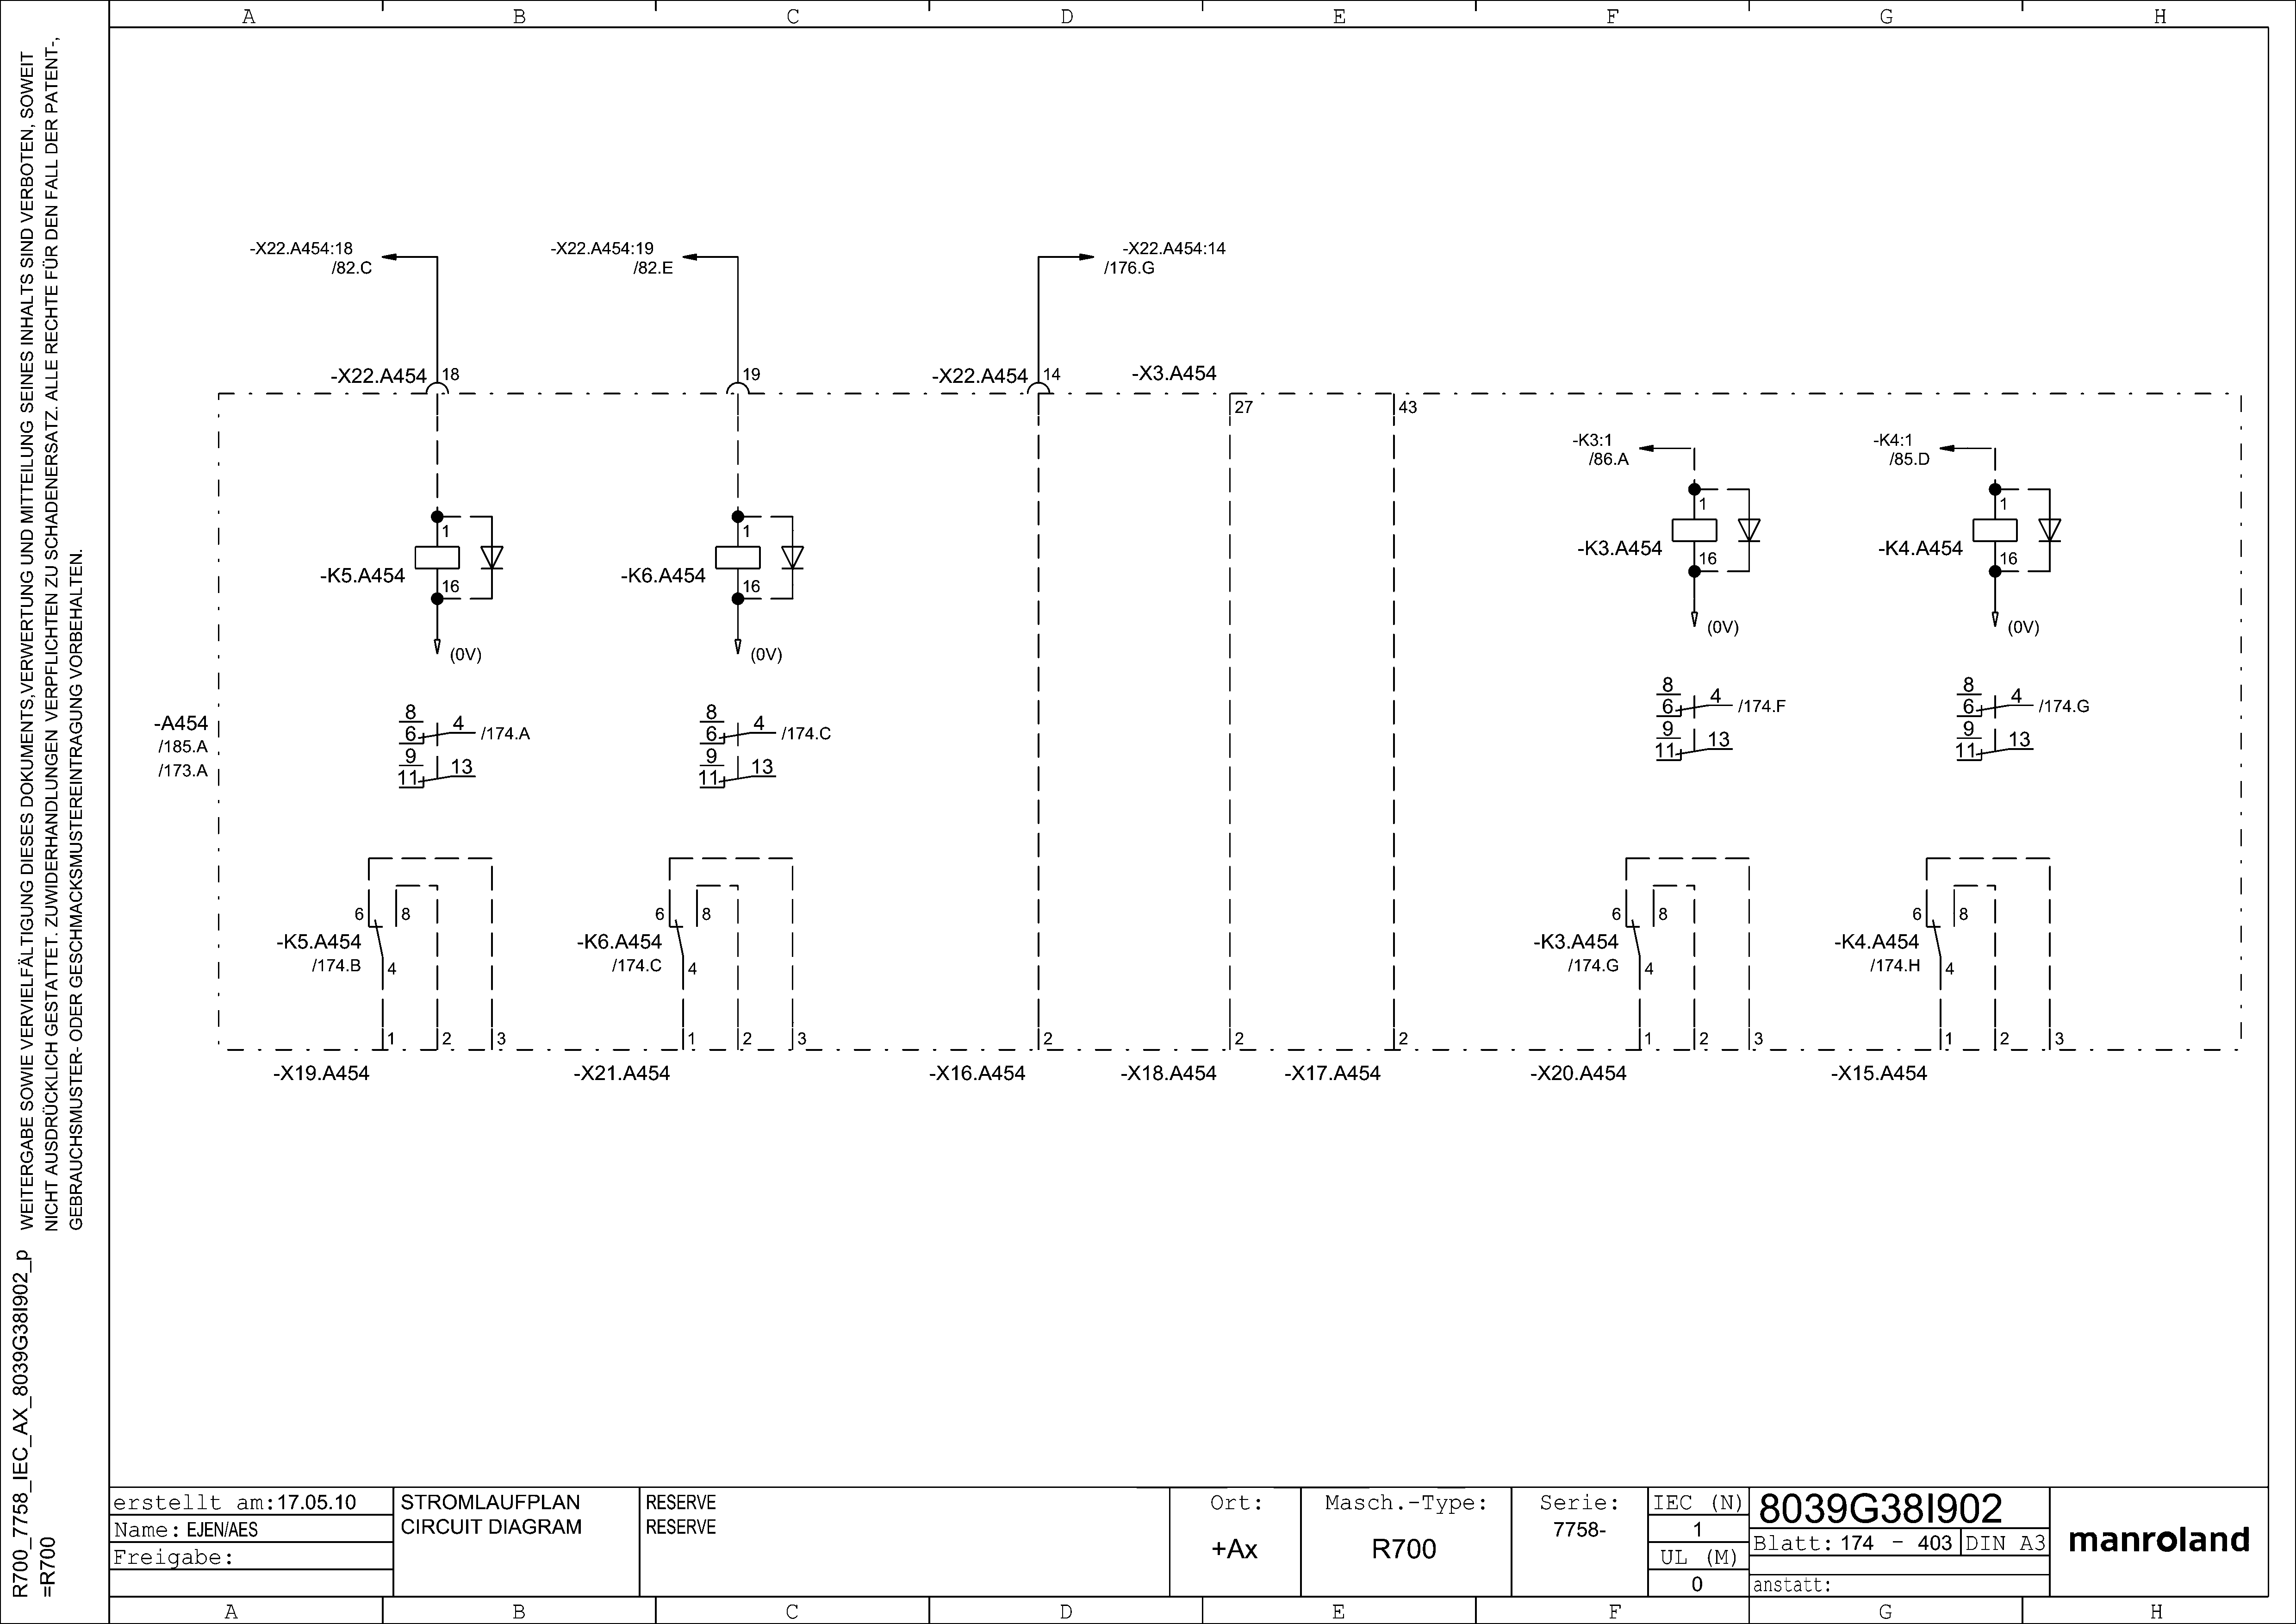 A B C D E F G H
WEITERGABE SOWIE VERVIELFÄLTIGUNG DIESES DOKUMENTS,VERWERTUNG UND MITTEILUNG SEINES INHALTS SIND VERBOTEN, SOWEIT
NICHT AUSDRÜCKLICH GESTATTET. ZUWIDERHANDLUNGEN VERPFLICHTEN ZU SCHADENERSATZ. ALLE RECHTE FÜR DEN FALL DER PATENT-,
GEBRAUCHSMUSTER- ODER GESCHMACKSMUSTEREINTRAGUNG VORBEHALTEN.
R700_7758_IEC_AX_8039G38I902_p
=R700
-X22.A454:18 -X22.A454:19 -X22.A454:14
/82.C /82.E /176.G
-X22.A454 18 19 -X22.A454 14 -X3.A454
27 43
-K3:1 -K4:1
/86.A /85.D
1 1
-K3.A454 -K4.A454
16 16
(0V) (0V)
1 1
-K5.A454 -K6.A454
16 16
(0V) (0V)
8 8
6 4 /174.F 6 4 /174.G
9 9
11 13 11 13
-A454
/185.A
/173.A
8 8
6 4 /174.A 6 4 /174.C
9 9
11 13 11 13
6 8 6 8 6 8 6 8
-K5.A454 -K6.A454 -K3.A454 -K4.A454
/174.B 4 /174.C 4 /174.G 4 /174.H 4
1 2 3 1 2 3 2 2 2 1 2 3 1 2 3
-X19.A454 -X21.A454 -X16.A454 -X18.A454 -X17.A454 -X20.A454 -X15.A454
erstellt am:17.05.10
Name: EJEN/AES
Freigabe:
STROMLAUFPLAN
CIRCUIT DIAGRAM
RESERVE
RESERVE
Ort:
+Ax
Masch.-Type:
R700
Serie:
7758-
IEC (N)
1
UL (M)
0
8039G38I902
Blatt: 174 - 403 DIN A3
anstatt:
manroland
A B C D E F G H